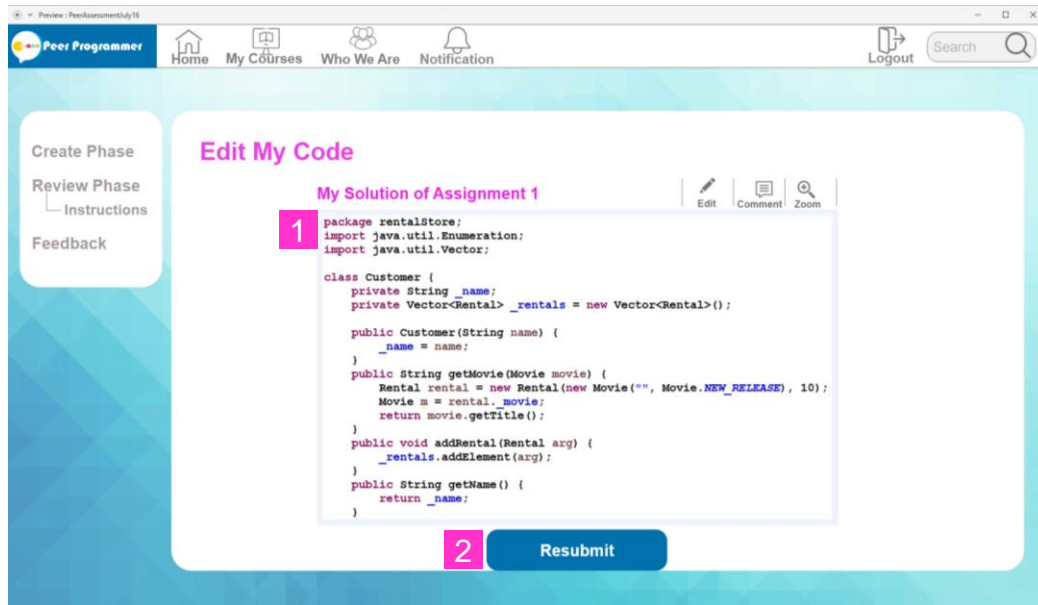 Preview : PeerAssessmentJuly16
Peer Programmer
Home
My Courses
Who We Are
Notification
Logout
Search
Create Phase
Review Phase
Instructions
Feedback
Edit My Code
My Solution of Assignment 1
Edit
Comment
Zoom
1
package rentalStore;
import java.util.Enumeration;
import java.util.Vector;
class Customer {
private String _name;
private Vector<Rental> _rentals = new Vector<Rental>();
public Customer(String name) {
_name = name;
}
public String getMovie(Movie movie) {
Rental rental = new Rental(new Movie("", Movie.NEW_RELEASE), 10);
Movie m = rental._movie;
return movie.getTitle();
}
public void addRental(Rental arg) {
_rentals.addElement(arg);
}
public String getName() {
return _name;
}
2
Resubmit